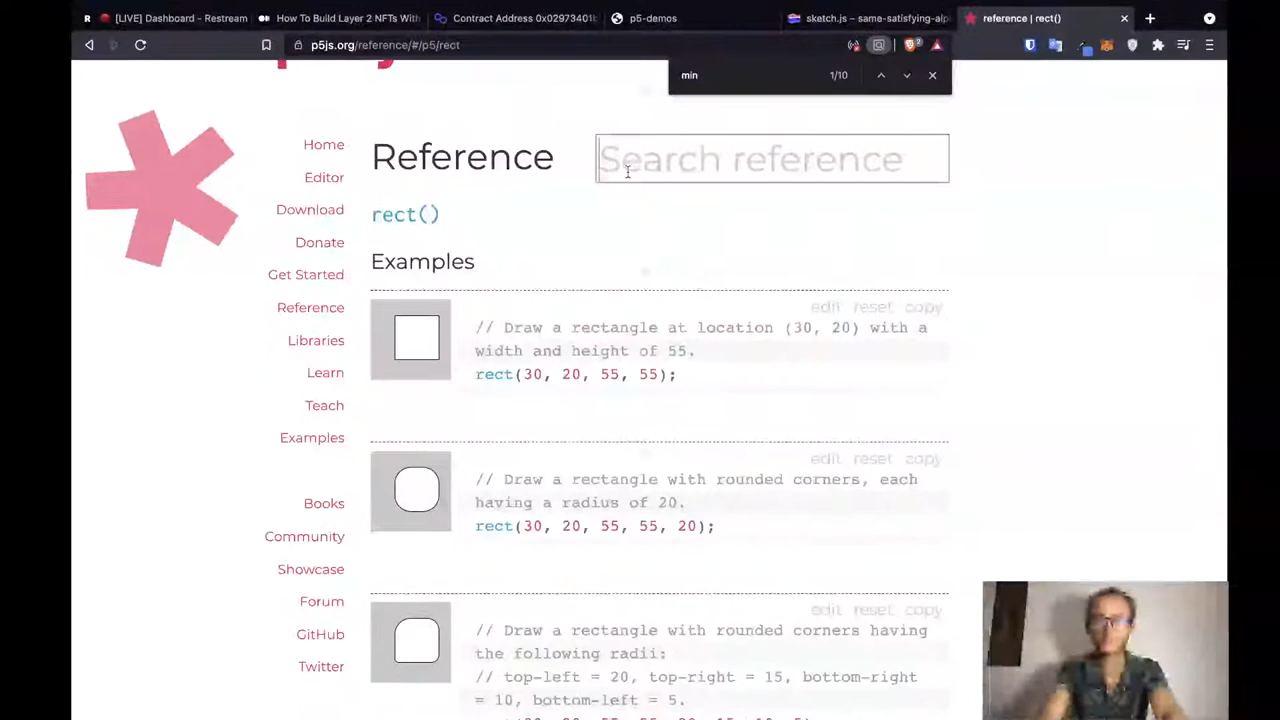 [LIVE] Dashboard - Restream
How To Build Layer 2 NFTs With
Contract Address 0x02973401
p5-demos
sketch.js – same-satisfying-alp
reference | rect()
p5js.org/reference/#/p5/rect
min
1/10
Home
Editor
Download
Donate
Get Started
Reference
Libraries
Learn
Teach
Examples
Books
Community
Showcase
Forum
GitHub
Twitter
Reference
Search reference
rect()
Examples
edit reset copy
// Draw a rectangle at location (30, 20) with a
width and height of 55.
rect(30, 20, 55, 55);
edit reset copy
// Draw a rectangle with rounded corners, each
having a radius of 20.
rect(30, 20, 55, 55, 20);
edit reset copy
// Draw a rectangle with rounded corners having
the following radii:
// top-left = 20, top-right = 15, bottom-right
= 10, bottom-left = 5.